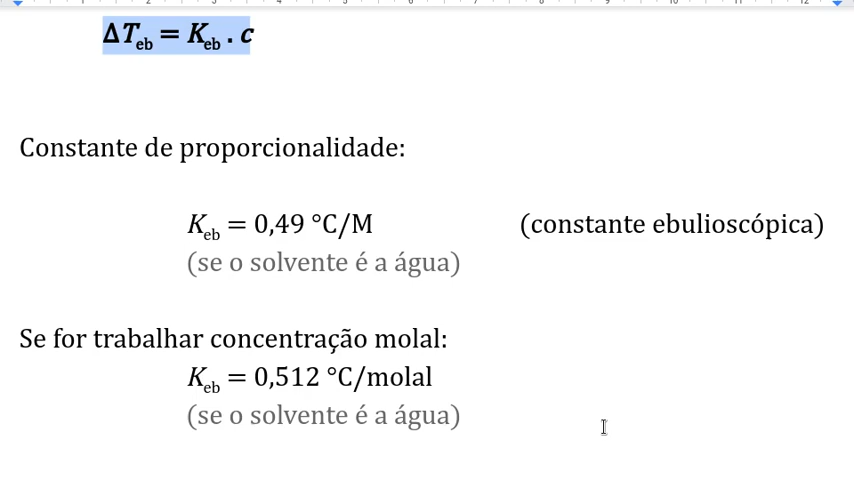 ΔTeb = Keb . c
Constante de proporcionalidade:
Keb = 0,49 °C/M (constante ebulioscópica)
(se o solvente é a água)
Se for trabalhar concentração molal:
Keb = 0,512 °C/molal
(se o solvente é a água)